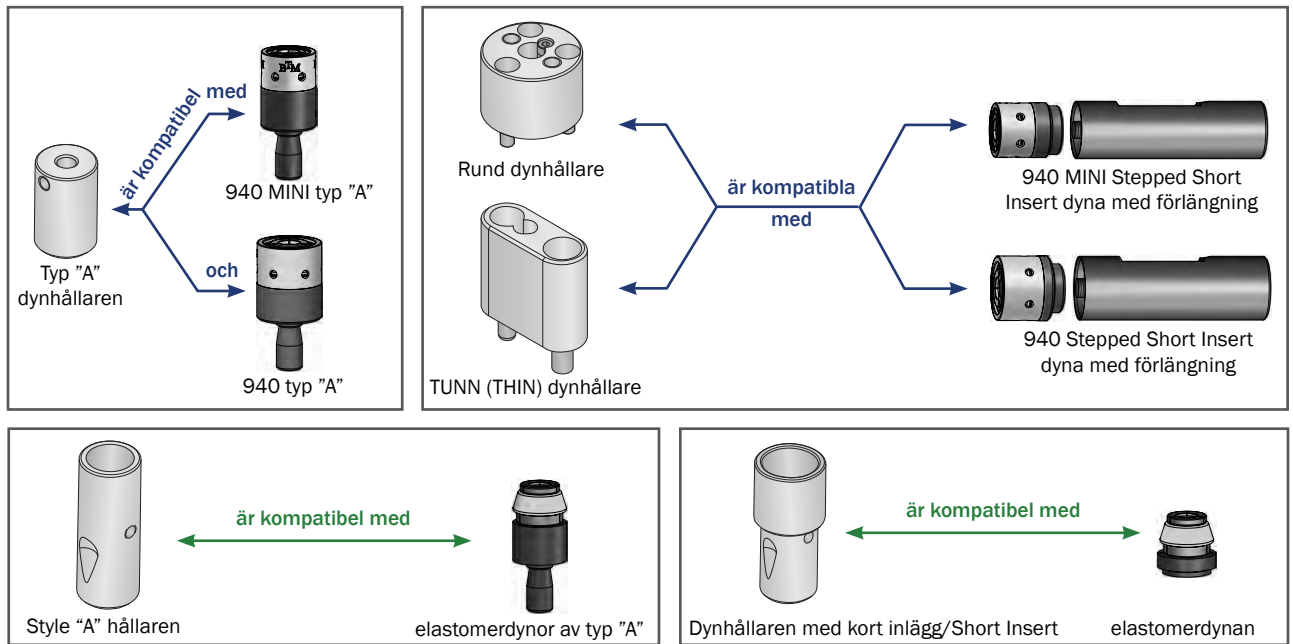 är kompatibel med
och
B&M
940 MINI typ ”A”
Typ ”A”
dynhållaren
940 typ ”A”
Rund dynhållare
är kompatibla
med
TUNN (THIN) dynhållare
940 MINI Stepped Short
Insert dyna med förlängning
940 Stepped Short Insert
dyna med förlängning
är kompatibel med
Style “A” hållaren
elastomerdynor av typ ”A”
är kompatibel med
Dynhållaren med kort inlägg/Short Insert
elastomerdynan